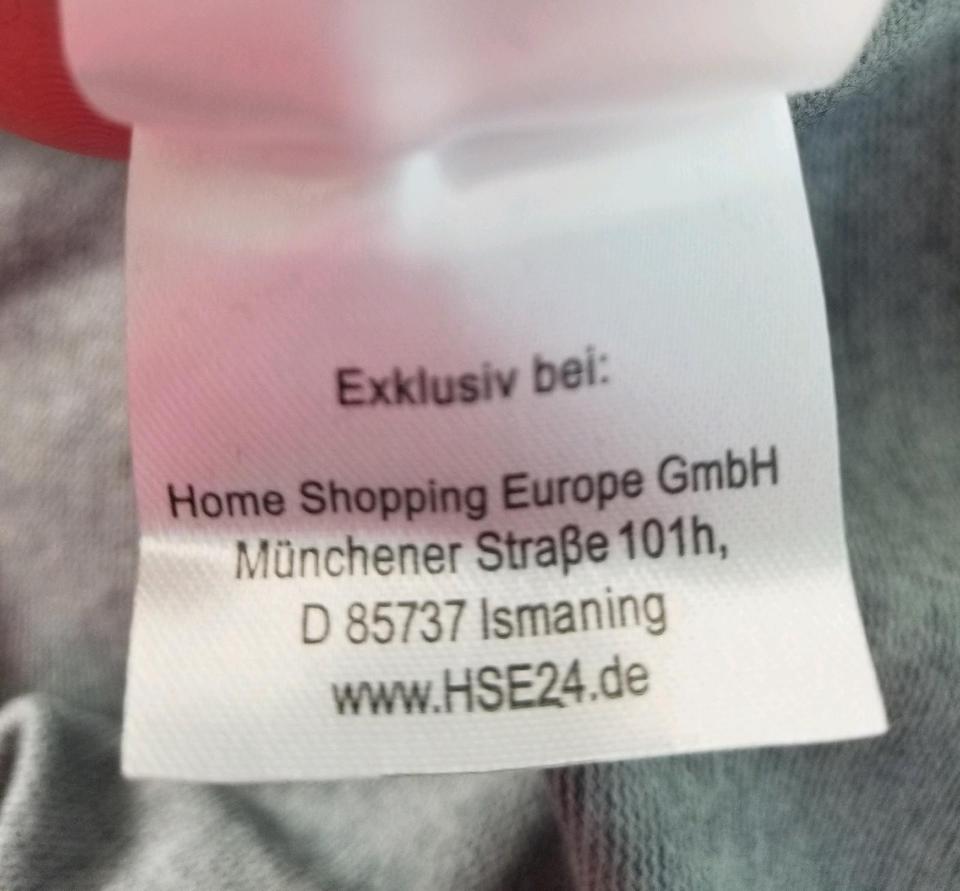 Exklusiv bei:
Home Shopping Europe GmbH
Münchener Straße 101h,
D 85737 Ismaning
www.HSE24.de